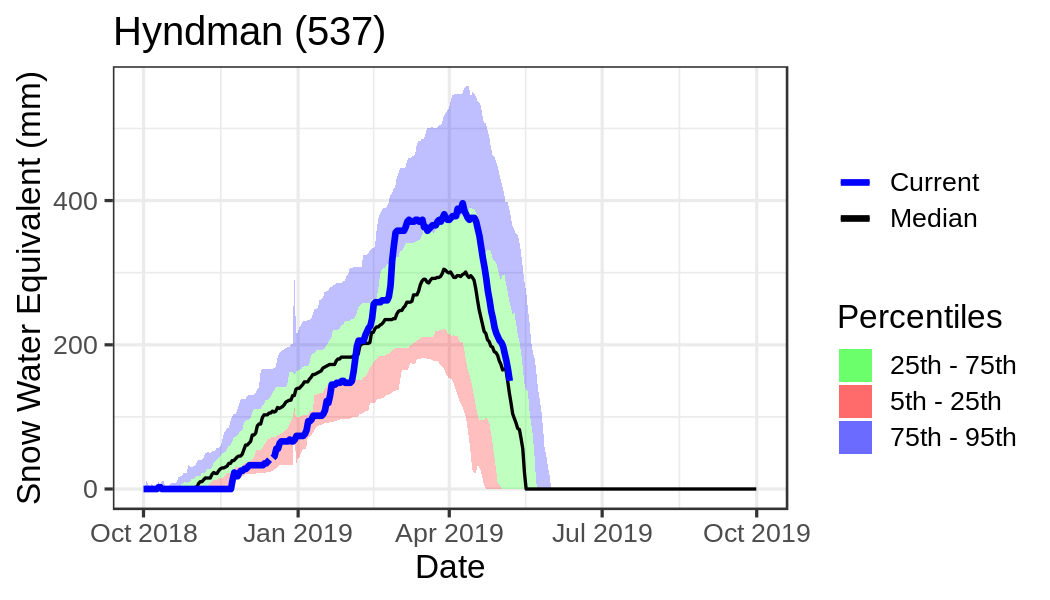 Hyndman (537)
Snow Water Equivalent (mm)
400
200
0
Oct 2018
Jan 2019
Apr 2019
Jul 2019
Oct 2019
Date
Current
Median
Percentiles
25th - 75th
5th - 25th
75th - 95th